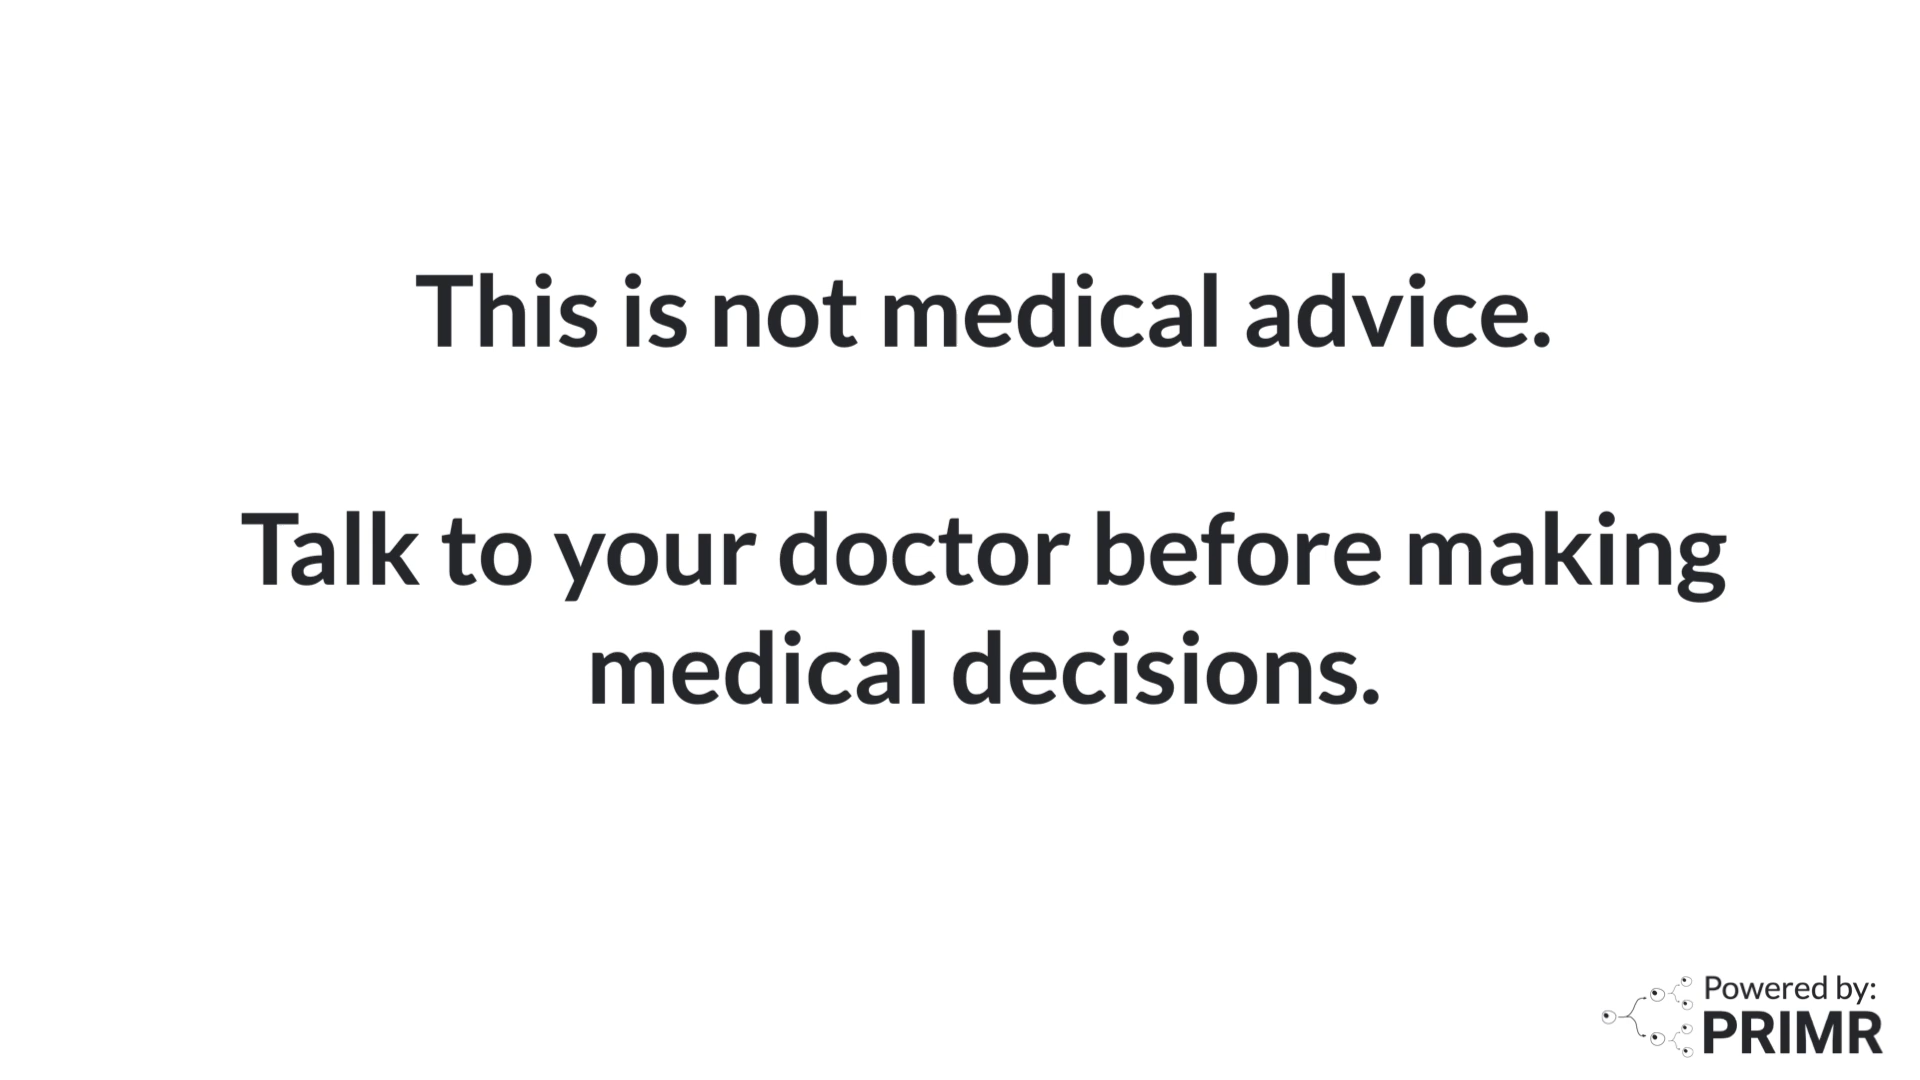 This is not medical advice.
Talk to your doctor before making
medical decisions.
Powered by:
PRIMR